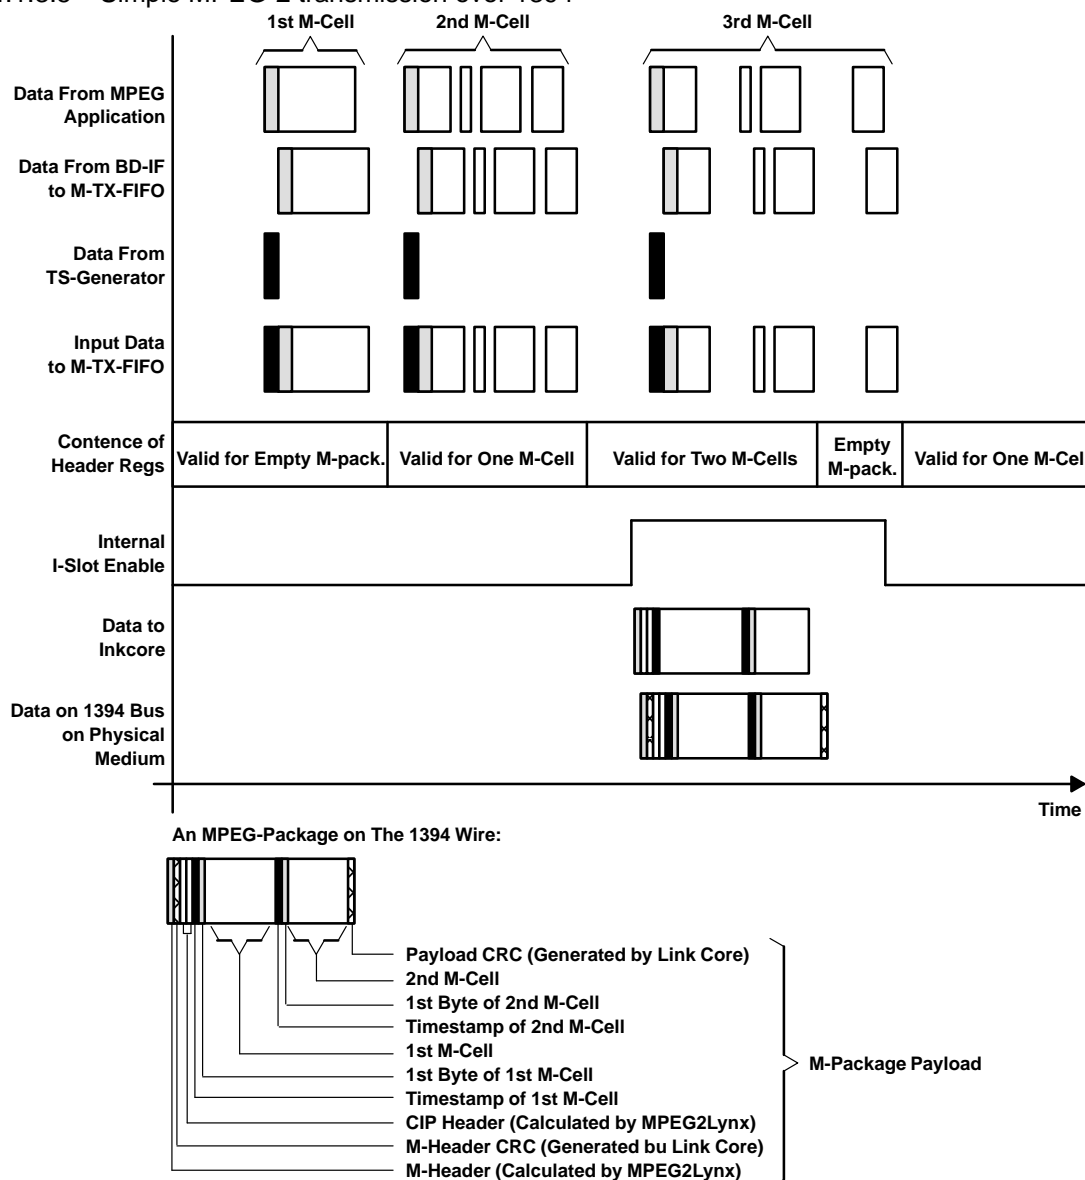 1st M-Cell 2nd M-Cell 3rd M-Cell
Data From MPEG
Application
Data From BD-IF
to M-TX-FIFO
Data From
TS-Generator
Input Data
to M-TX-FIFO
Contence of
Header Regs
Valid for Empty M-pack. Valid for One M-Cell Valid for Two M-Cells Empty
M-pack. Valid for One M-Cel
Internal
I-Slot Enable
Data to
Inkcore
Data on 1394 Bus
on Physical
Medium
Time
An MPEG-Package on The 1394 Wire:
Payload CRC (Generated by Link Core)
2nd M-Cell
1st Byte of 2nd M-Cell
Timestamp of 2nd M-Cell
1st M-Cell
1st Byte of 1st M-Cell
Timestamp of 1st M-Cell
CIP Header (Calculated by MPEG2Lynx)
M-Header CRC (Generated bu Link Core)
M-Header (Calculated by MPEG2Lynx)
M-Package Payload